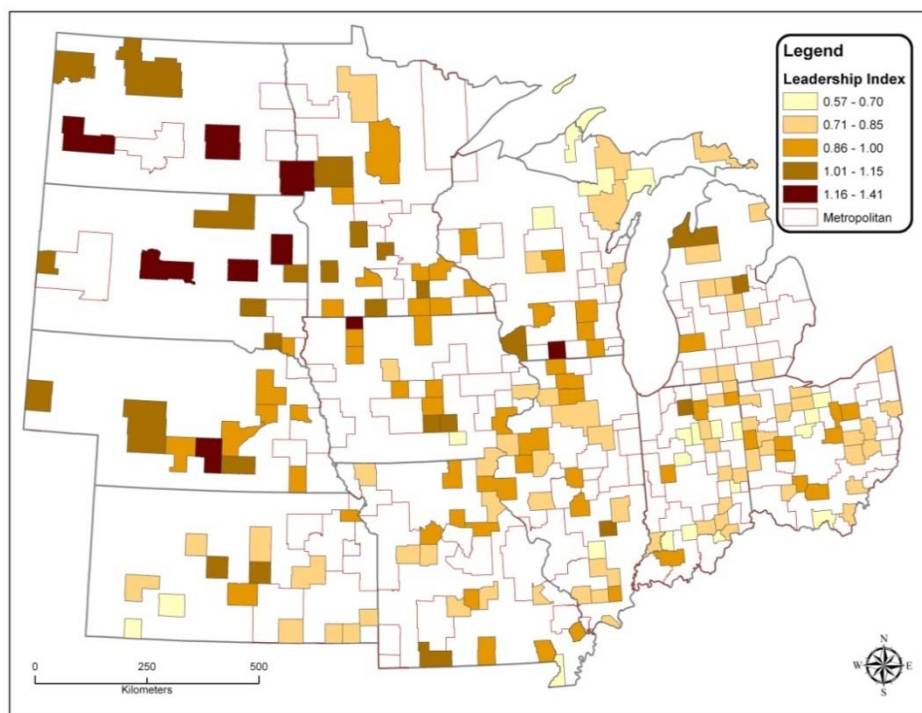 Legend
Leadership Index
0.57 - 0.70
0.71 - 0.85
0.86 - 1.00
1.01 - 1.15
1.16 - 1.41
Metropolitan
N
W E
S
0 250 500
Kilometers